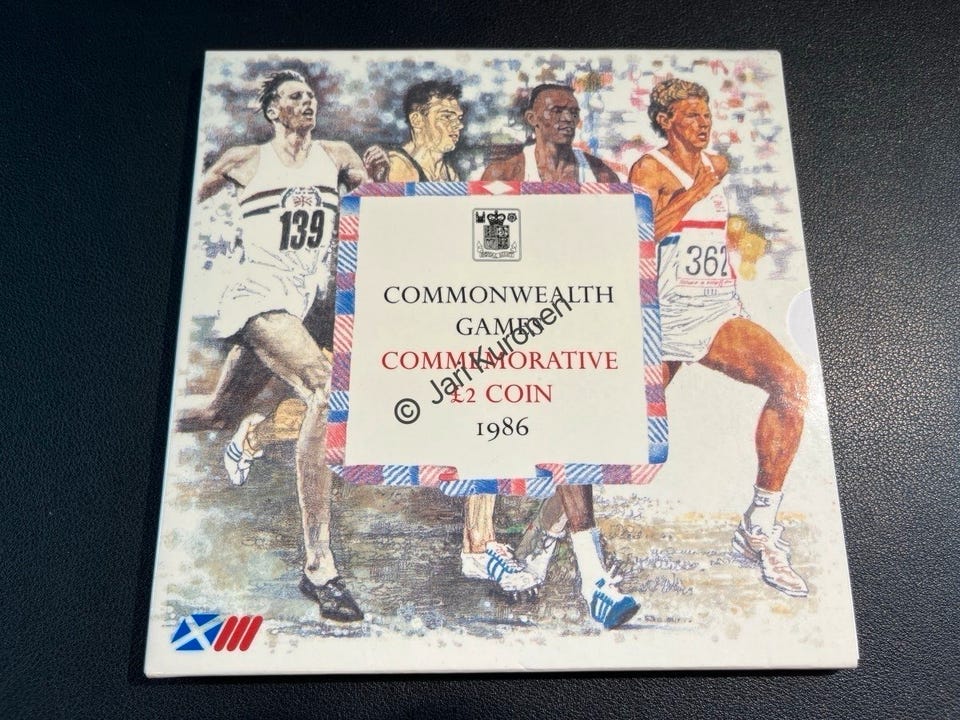 139
362
COMMONWEALTH
GAMES
COMMEMORATIVE
£2 COIN
1986
© Jari Kuronen